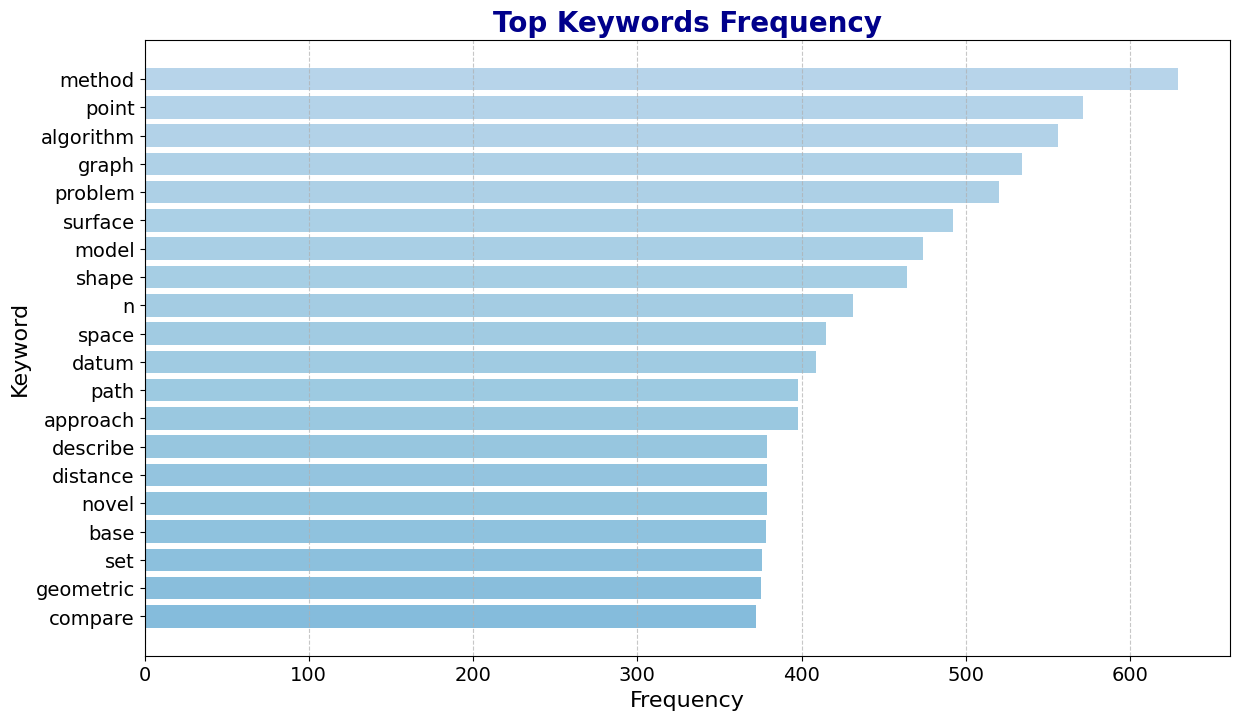 Top Keywords Frequency
method
point
algorithm
graph
problem
surface
model
shape
n
space
datum
path
approach
describe
distance
novel
base
set
geometric
compare
Keyword
0 100 200 300 400 500 600
Frequency